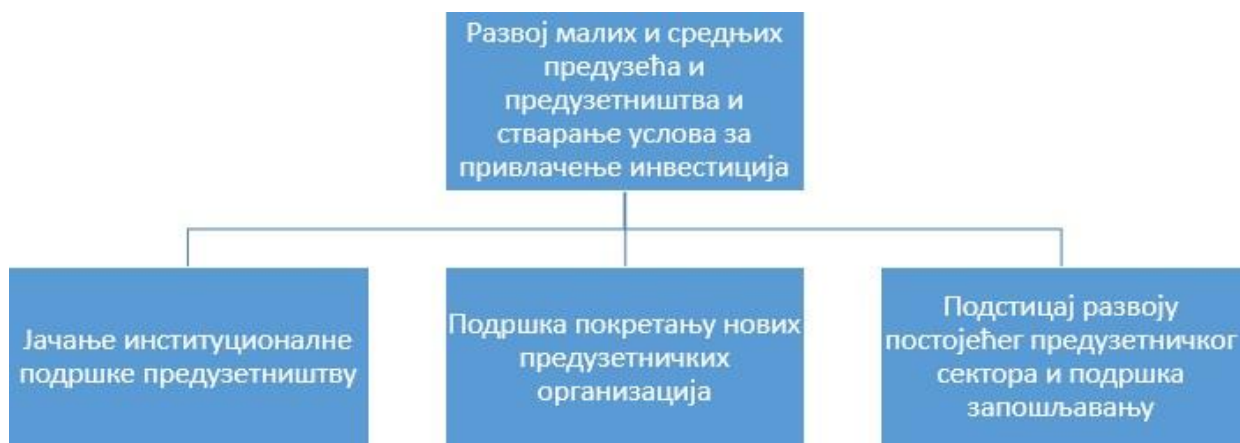 Развој малих и средњих
предузећа и
предузетништва и
стварање услова за
привлачење инвестиција
Јачање институционалне
подршке предузетништву
Подршка покретању нових
предузетничких
организација
Подстицај развоју
постојећег предузетничког
сектора и подршка
запошљавању